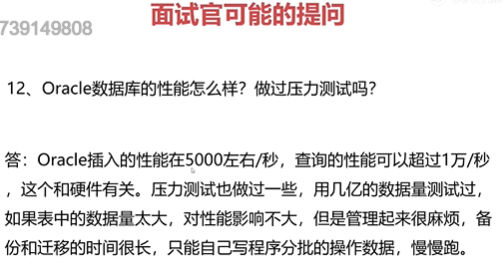 面试官可能的提问
739149808
12、Oracle数据库的性能怎么样？做过压力测试吗？
答：Oracle插入的性能在5000左右/秒，查询的性能可以超过1万/秒
，这个和硬件有关。压力测试也做过一些，用几亿的数据量测试过，
如果表中的数据量太大，对性能影响不大，但是管理起来很麻烦，备
份和迁移的时间很长，只能自己写程序分批的操作数据，慢慢跑。